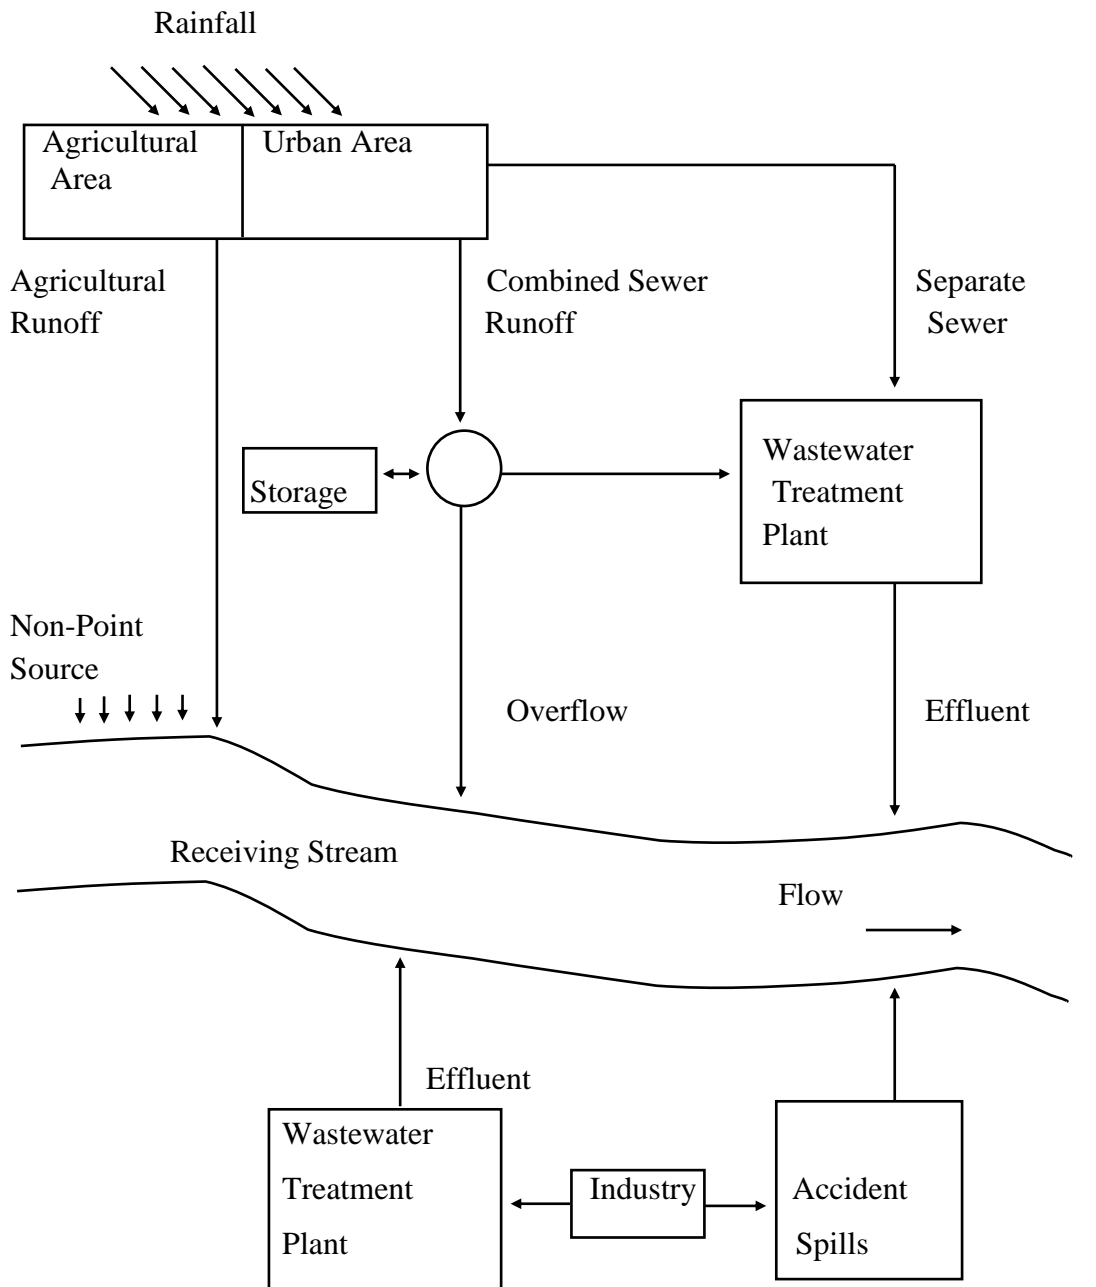 Rainfall
Agricultural
Area
Urban Area
Agricultural
Runoff
Combined Sewer
Runoff
Separate
Sewer
Storage
Wastewater
Treatment
Plant
Non-Point
Source
Overflow
Effluent
Receiving Stream
Flow
Effluent
Wastewater
Treatment
Plant
Industry
Accident
Spills